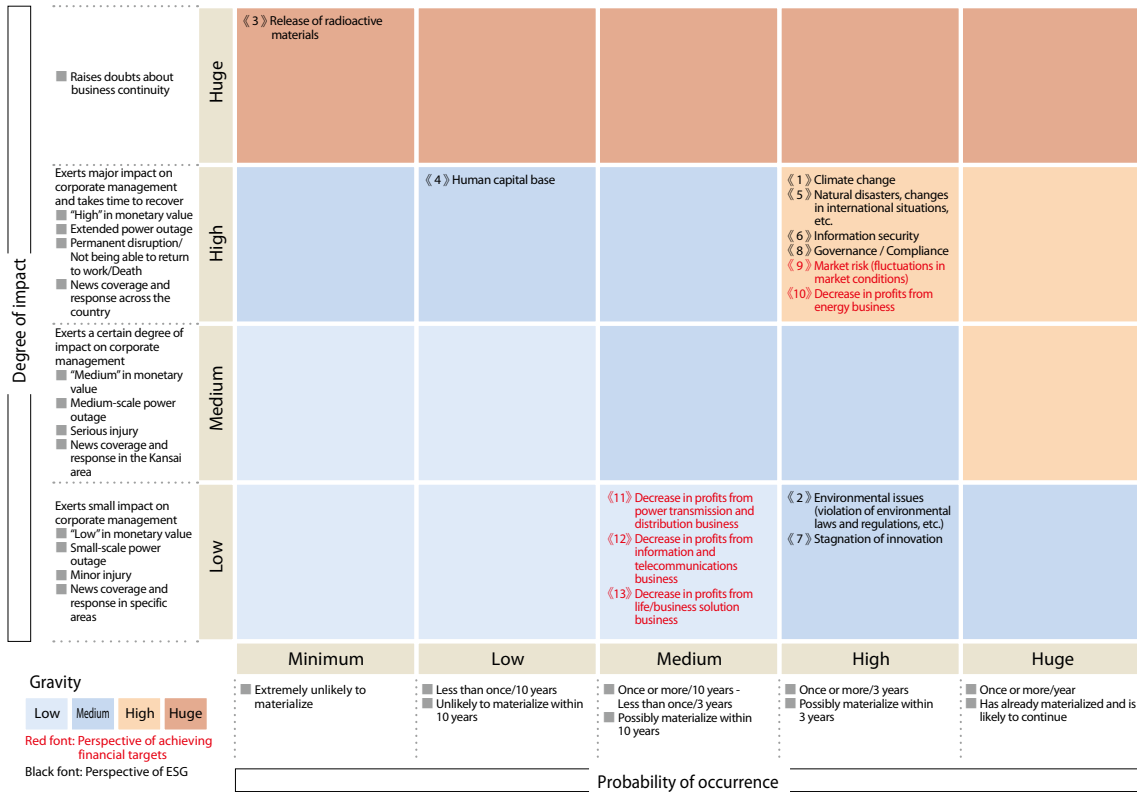 Degree of impact
Raises doubts about
business continuity
Huge
《 3 》 Release of radioactive
materials
Exerts major impact on
corporate management
and takes time to recover
“High” in monetary value
Extended power outage
Permanent disruption/
Not being able to return
to work/Death
News coverage and
response across the
country
High
《 4 》 Human capital base
《 1 》 Climate change
《 5 》 Natural disasters, changes
in international situations,
etc.
《 6 》 Information security
《 8 》 Governance / Compliance
《 9 》 Market risk (fluctuations in
market conditions)
《10》 Decrease in profits from
energy business
Exerts a certain degree of
impact on corporate
management
“Medium” in monetary
value
Medium-scale power
outage
Serious injury
News coverage and
response in the Kansai
area
Medium
Exerts small impact on
corporate management
“Low” in monetary value
Small-scale power
outage
Minor injury
News coverage and
response in specific
areas
Low
《11》 Decrease in profits from
power transmission and
distribution business
《12》 Decrease in profits from
information and
telecommunications
business
《13》 Decrease in profits from
life/business solution
business
《 2 》 Environmental issues
(violation of environmental
laws and regulations, etc.)
《 7 》 Stagnation of innovation
Minimum
Low
Medium
High
Huge
Extremely unlikely to
materialize
Less than once/10 years
Unlikely to materialize within
10 years
Once or more/10 years -
Less than once/3 years
Possibly materialize within
10 years
Once or more/3 years
Possibly materialize within
3 years
Once or more/year
Has already materialized and is
likely to continue
Gravity
Low
Medium
High
Huge
Red font: Perspective of achieving
financial targets
Black font: Perspective of ESG
Probability of occurrence